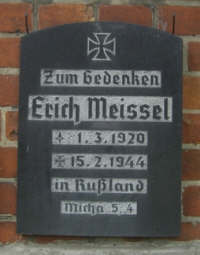 Zum Gedenken
Erich Meissel
✝ 1.3.1920
✠ 15.2.1944
in Rußland
Micha 5.4